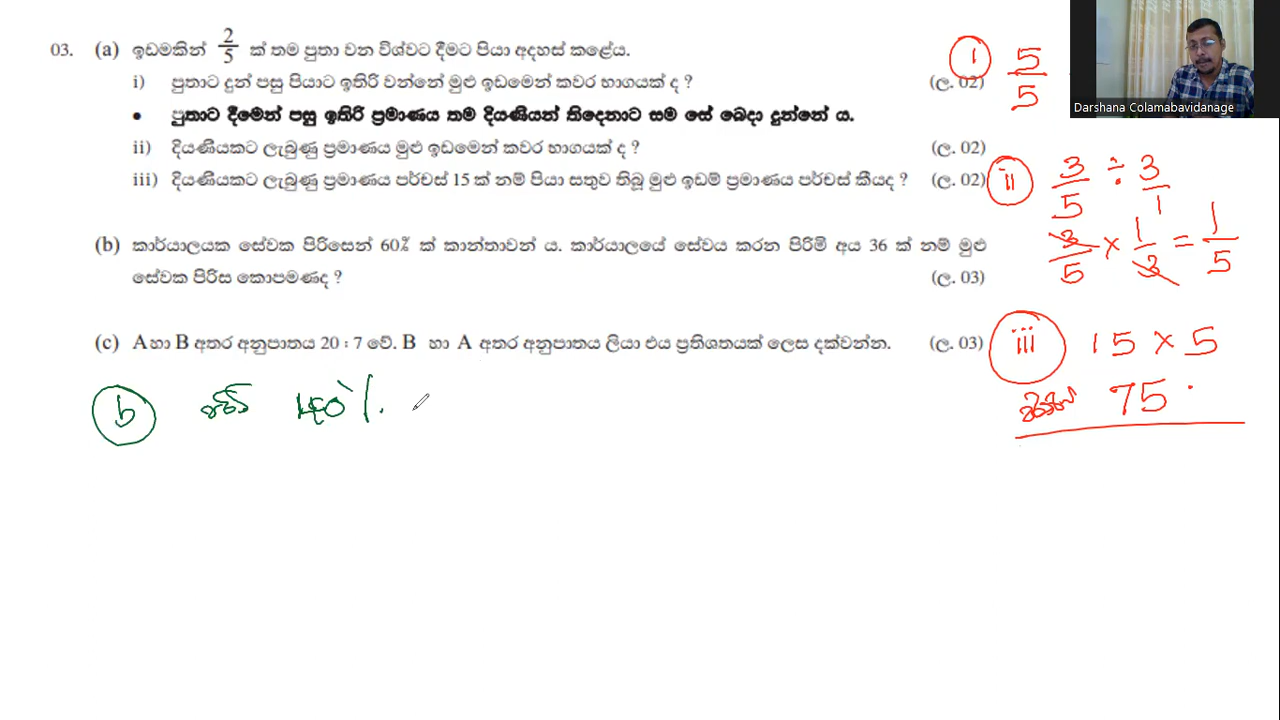 03. (a) ඉඩමකින් 2/5 ක් තම පුතා වන විශ්වට දීමට පියා අදහස් කළේය.
i) පුතාට දුන් පසු පියාට ඉතිරි වන්නේ මුළු ඉඩමෙන් කවර භාගයක් ද ? (ල. 02)
• පුතාට දීමෙන් පසු ඉතිරි ප්‍රමාණය තම දියණියන් තිදෙනාට සම සේ බෙදා දුන්නේ ය.
ii) දියණියකට ලැබුණු ප්‍රමාණය මුළු ඉඩමෙන් කවර භාගයක් ද ? (ල. 02)
iii) දියණියකට ලැබුණු ප්‍රමාණය පර්චස් 15 ක් නම් පියා සතුව තිබූ මුළු ඉඩම් ප්‍රමාණය පර්චස් කීයද ? (ල. 02)
(b) කාර්යාලයක සේවක පිරිසෙන් 60% ක් කාන්තාවන් ය. කාර්යාලයේ සේවය කරන පිරිමි අය 36 ක් නම් මුළු
සේවක පිරිස කොපමණද ? (ල. 03)
(c) A හා B අතර අනුපාතය 20 : 7 වේ. B හා A අතර අනුපාතය ලියා එය ප්‍රතිශතයක් ලෙස දක්වන්න. (ල. 03)
i 5/5
Darshana Colamabavidanage
ii 3/5 ÷ 3/1
3/5 × 1/3 = 1/5
iii 15 × 5
75
b